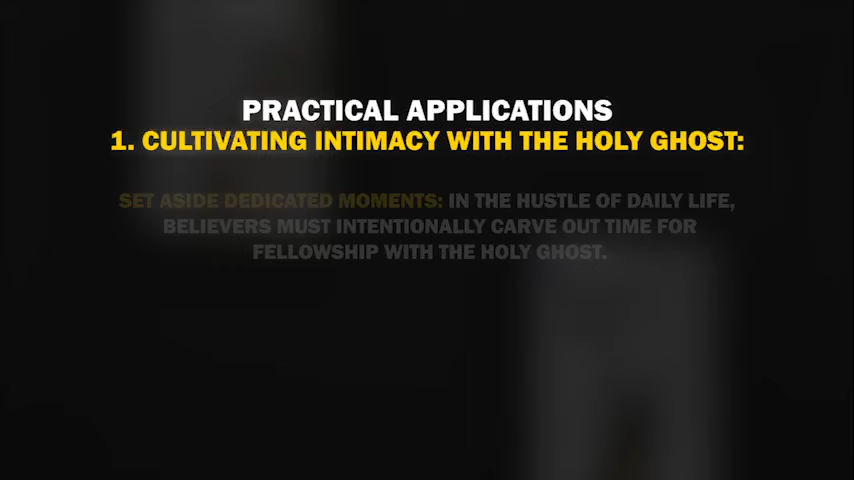 PRACTICAL APPLICATIONS
1. CULTIVATING INTIMACY WITH THE HOLY GHOST:
SET ASIDE DEDICATED MOMENTS: IN THE HUSTLE OF DAILY LIFE,
BELIEVERS MUST INTENTIONALLY CARVE OUT TIME FOR
FELLOWSHIP WITH THE HOLY GHOST.